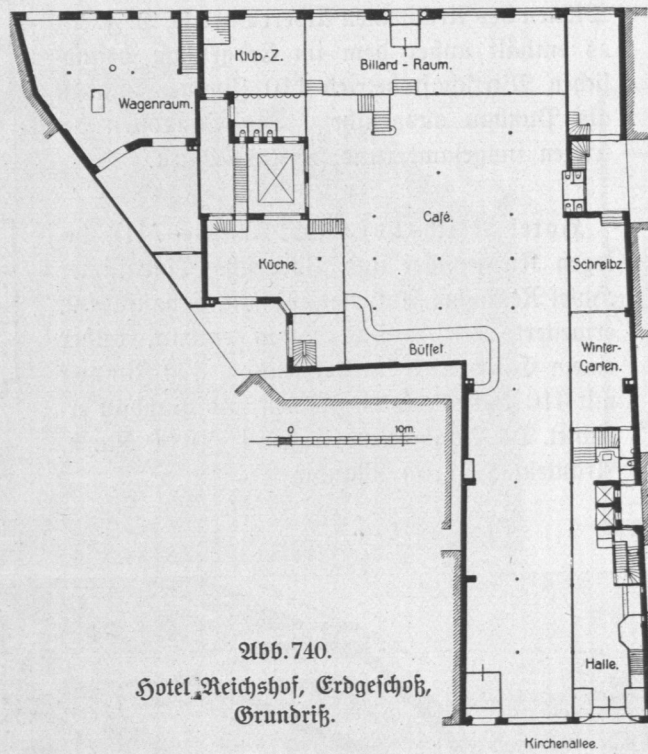 Klub-Z.
Billard - Raum.
Wagenraum.
Café.
Küche.
Schreibz.
Büffet.
Winter-
Garten.
0 10m.
Abb. 740.
Hotel Reichshof, Erdgeschoß,
Grundriß.
Halle.
Kirchenallee.